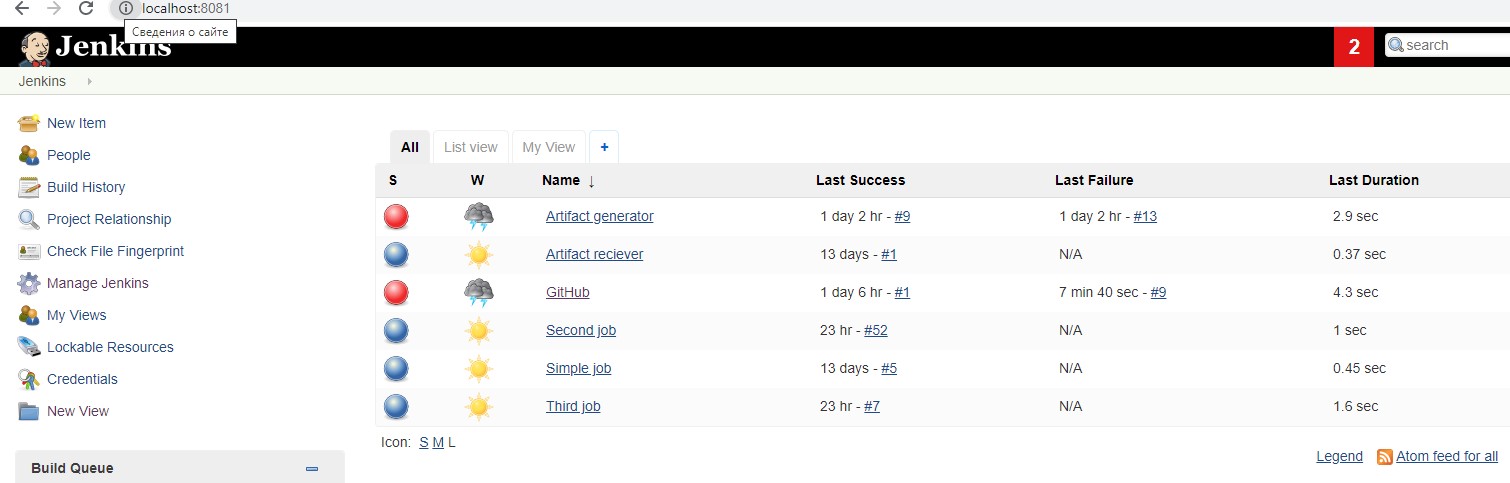 localhost:8081
Сведения о сайте
Jenkins
2
search
Jenkins
New Item
People
Build History
Project Relationship
Check File Fingerprint
Manage Jenkins
My Views
Lockable Resources
Credentials
New View
Build Queue
All List view My View +
S W Name ↓ Last Success Last Failure Last Duration
Artifact generator 1 day 2 hr - #9 1 day 2 hr - #13 2.9 sec
Artifact reciever 13 days - #1 N/A 0.37 sec
GitHub 1 day 6 hr - #1 7 min 40 sec - #9 4.3 sec
Second job 23 hr - #52 N/A 1 sec
Simple job 13 days - #5 N/A 0.45 sec
Third job 23 hr - #7 N/A 1.6 sec
Icon: S M L
Legend Atom feed for all